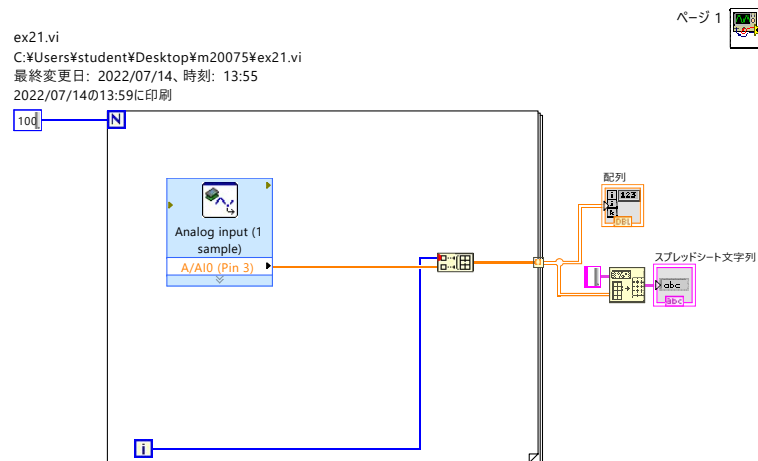 ページ 1
ex21.vi
C:¥Users¥student¥Desktop¥m20075¥ex21.vi
最終変更日: 2022/07/14、時刻: 13:55
2022/07/14の13:59に印刷
100
N
配列
123
DBL
Analog input (1
sample)
A/AI0 (Pin 3)
スプレッドシート文字列
abc
abc
i